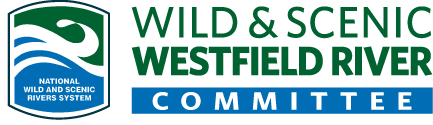 NATIONAL
WILD AND SCENIC
RIVERS SYSTEM
WILD & SCENIC
WESTFIELD RIVER
COMMITTEE